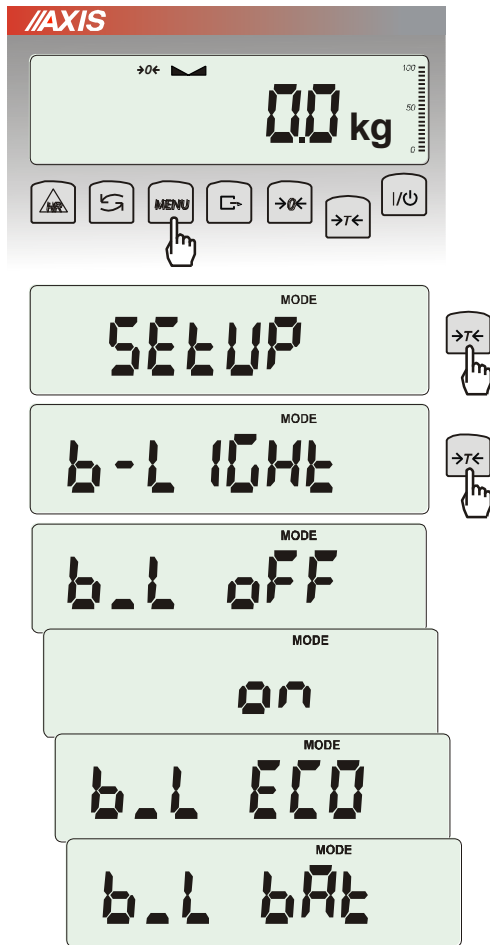 //AXIS
→0←
100
0.0 kg
50
0
HR MENU →0← →T← I/⏻
MODE
SEtUP
→T←
MODE
b-LIGHt
→T←
MODE
b_L oFF
MODE
on
MODE
b_L ECO
MODE
b_L bAt